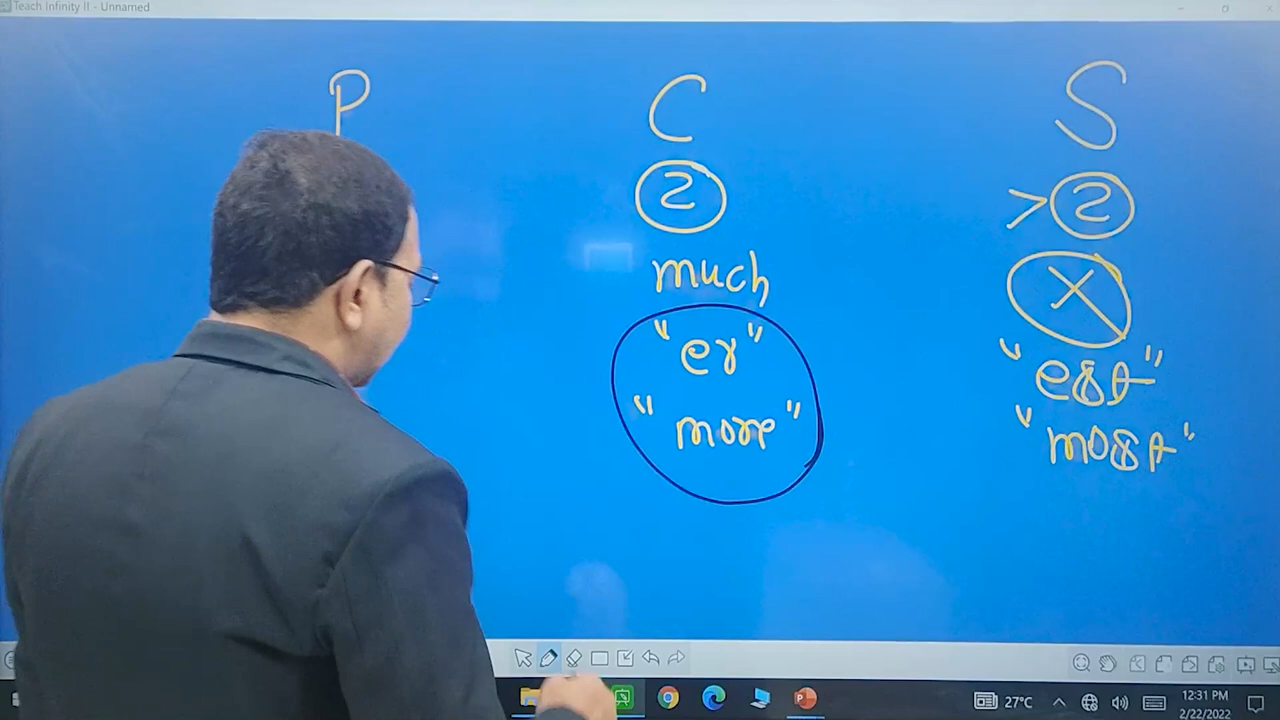 Teach Infinity II - Unnamed
P C S
2 > 2
much X
"er" "est"
"more" "most"
27°C
12:31 PM
2/22/2022